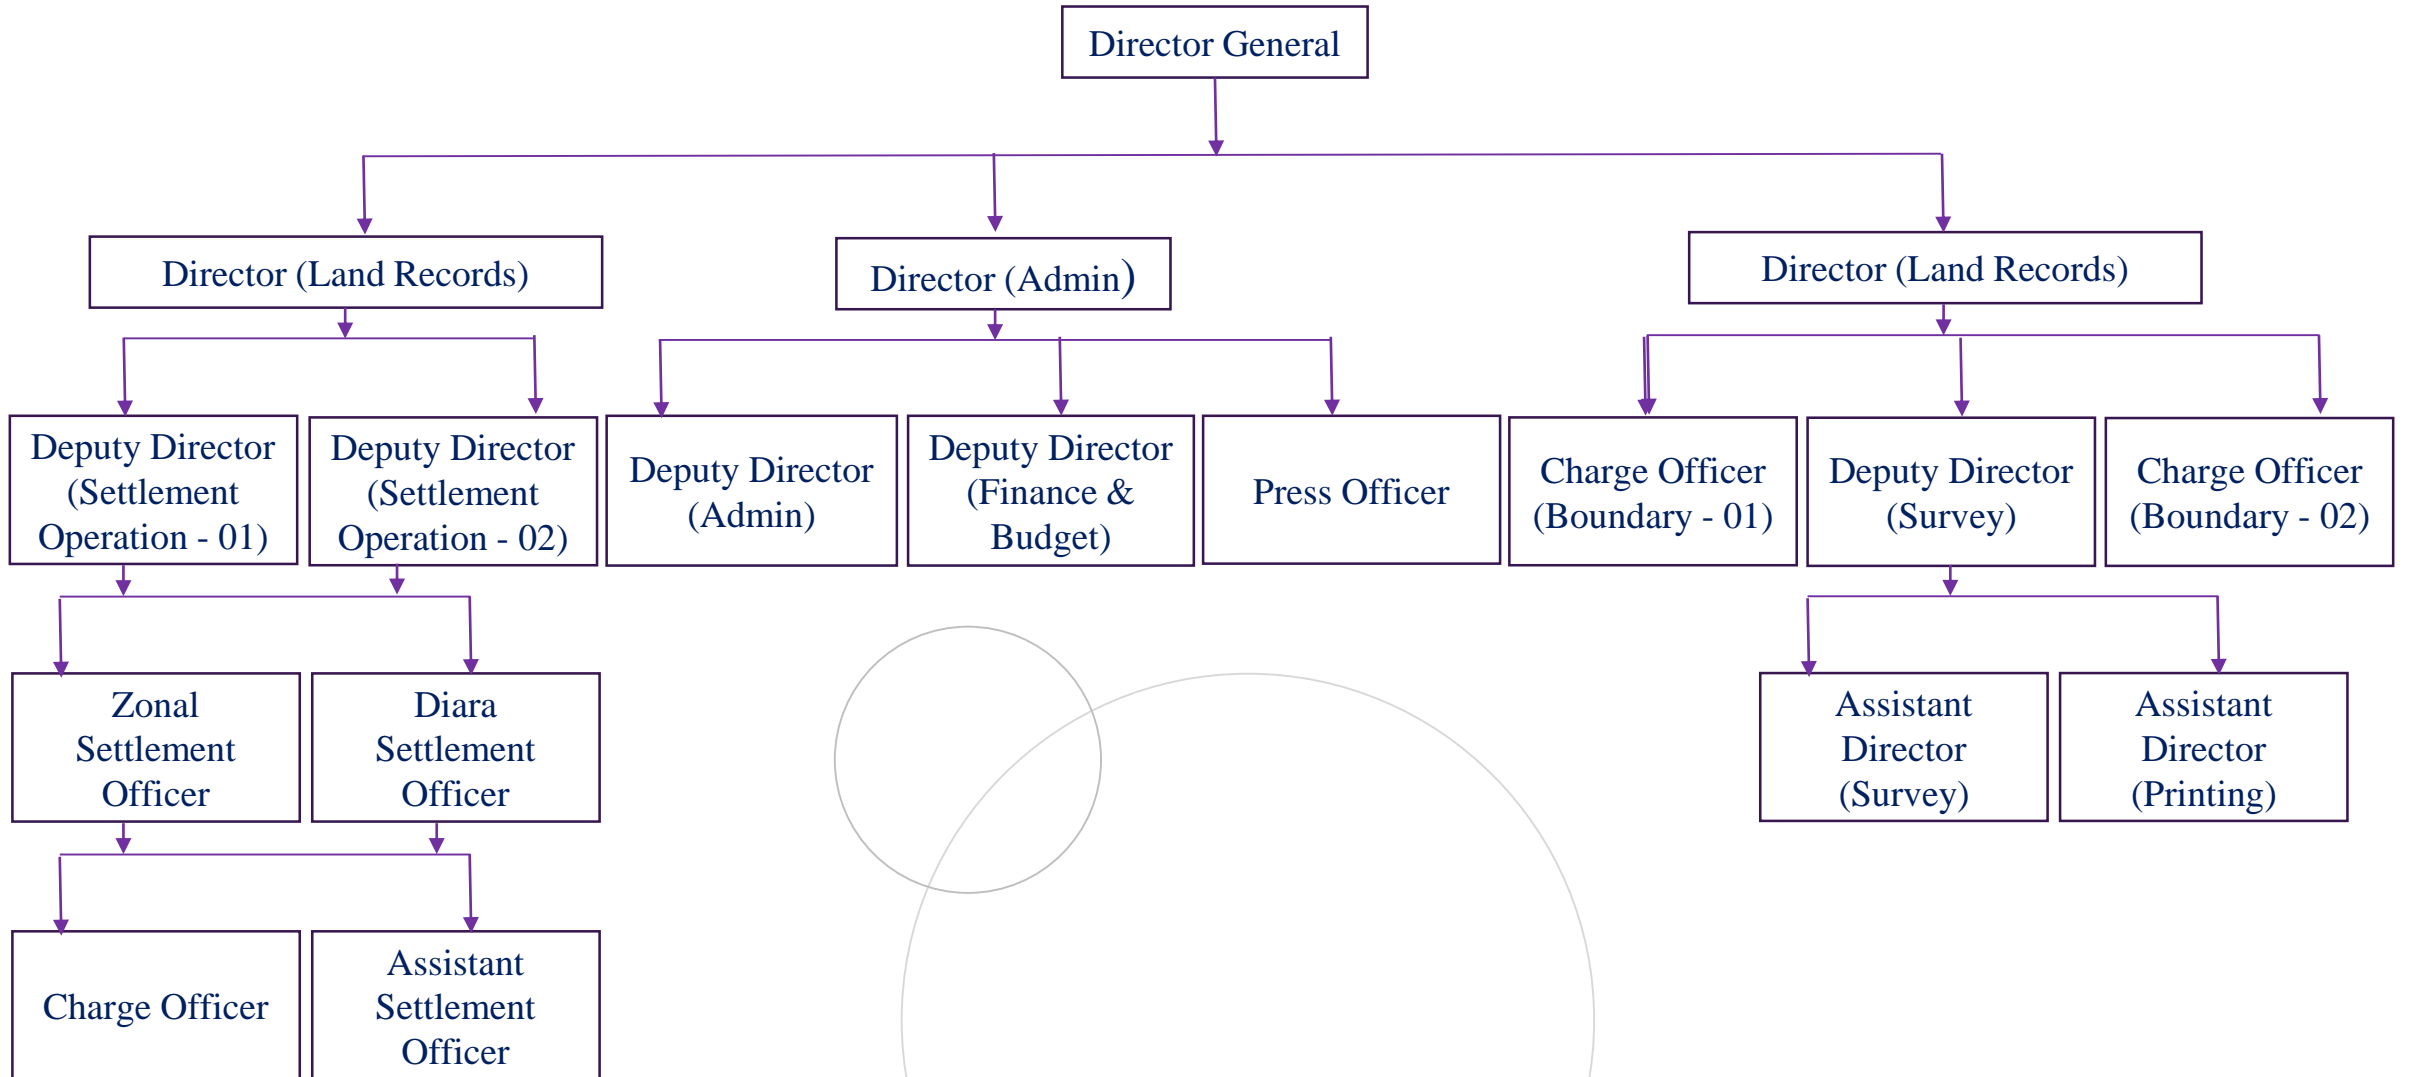 Director General
Director (Land Records)
Director (Admin)
Director (Land Records)
Deputy Director
(Settlement
Operation - 01)
Deputy Director
(Settlement
Operation - 02)
Deputy Director
(Admin)
Deputy Director
(Finance &
Budget)
Press Officer
Charge Officer
(Boundary - 01)
Deputy Director
(Survey)
Charge Officer
(Boundary - 02)
Zonal
Settlement
Officer
Diara
Settlement
Officer
Assistant
Director
(Survey)
Assistant
Director
(Printing)
Charge Officer
Assistant
Settlement
Officer